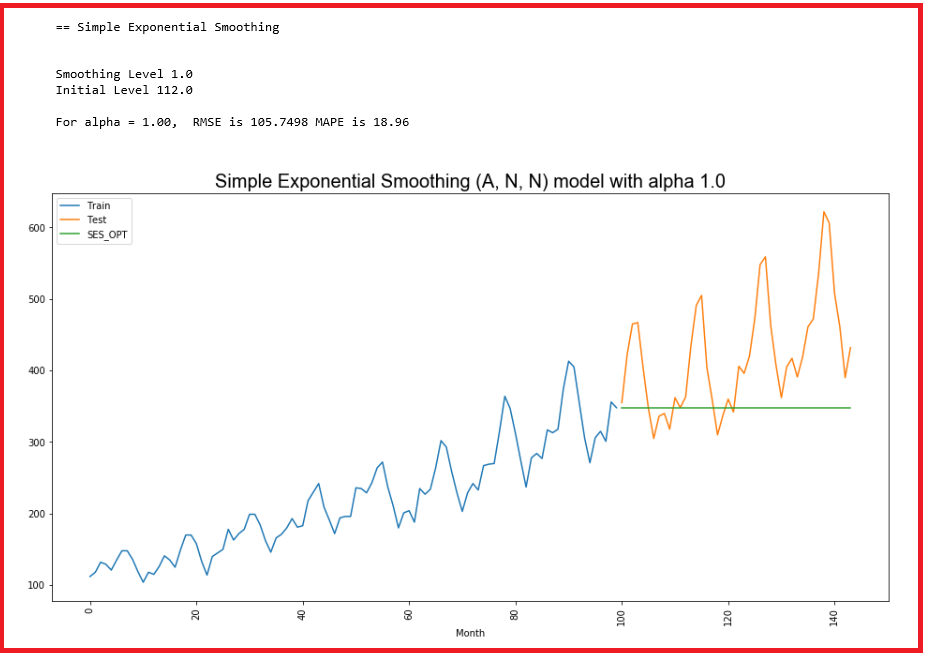 == Simple Exponential Smoothing
Smoothing Level 1.0
Initial Level 112.0
For alpha = 1.00,  RMSE is 105.7498 MAPE is 18.96
Simple Exponential Smoothing (A, N, N) model with alpha 1.0
Train
Test
SES_OPT
600
500
400
300
200
100
0
20
40
60
80
100
120
140
Month